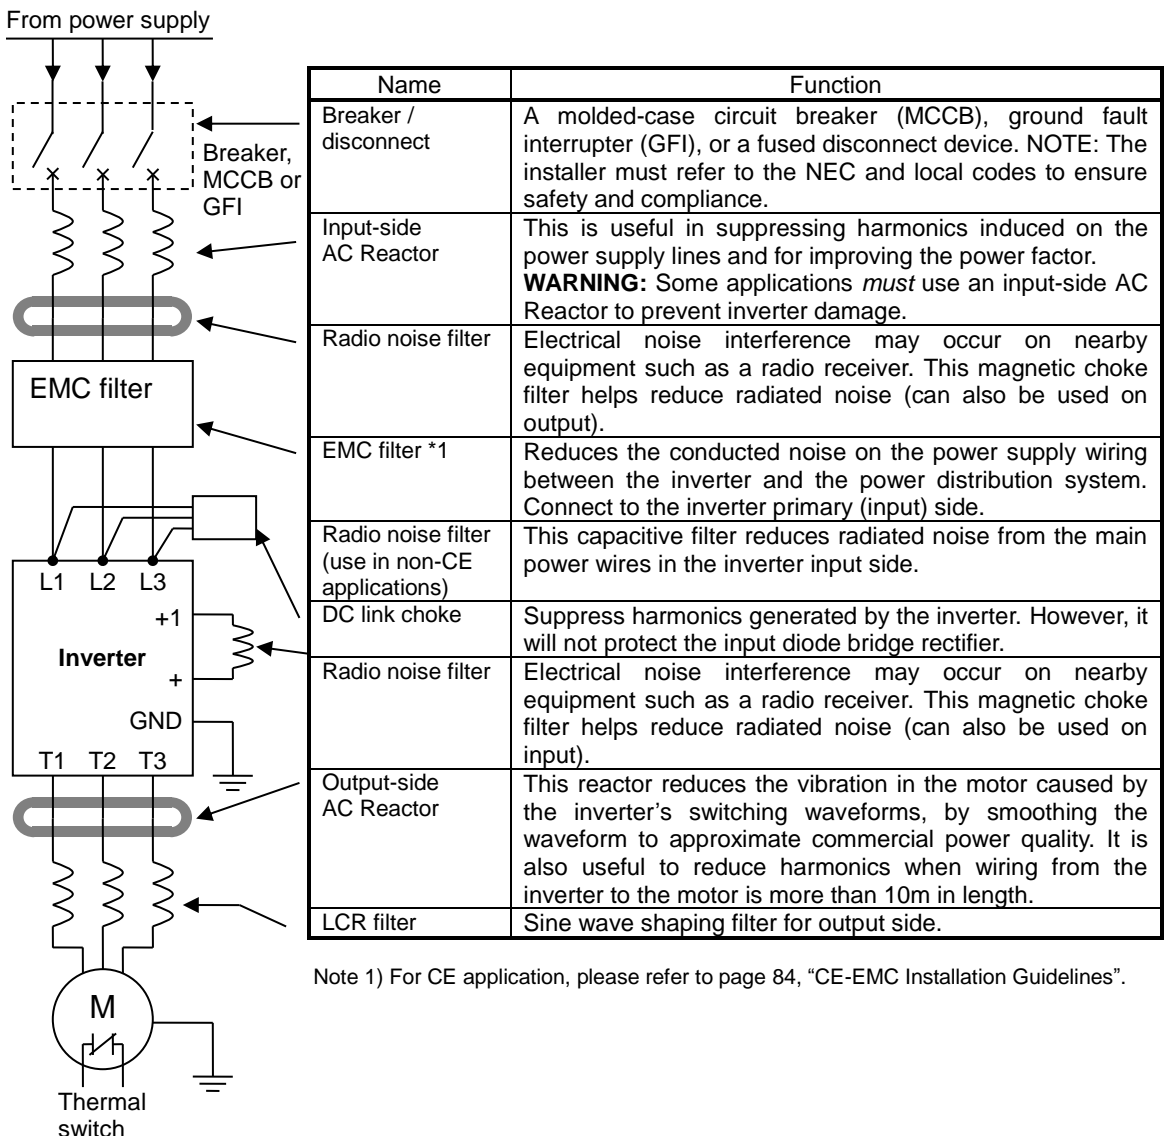 From power supply
Breaker,
MCCB or
GFI
EMC filter
L1 L2 L3
+1
Inverter
+
GND
T1 T2 T3
M
Thermal
switch
Name Function
Breaker /
disconnect
A molded-case circuit breaker (MCCB), ground fault
interrupter (GFI), or a fused disconnect device. NOTE: The
installer must refer to the NEC and local codes to ensure
safety and compliance.
Input-side
AC Reactor
This is useful in suppressing harmonics induced on the
power supply lines and for improving the power factor.
WARNING: Some applications must use an input-side AC
Reactor to prevent inverter damage.
Radio noise filter
Electrical noise interference may occur on nearby
equipment such as a radio receiver. This magnetic choke
filter helps reduce radiated noise (can also be used on
output).
EMC filter *1
Reduces the conducted noise on the power supply wiring
between the inverter and the power distribution system.
Connect to the inverter primary (input) side.
Radio noise filter
(use in non-CE
applications)
This capacitive filter reduces radiated noise from the main
power wires in the inverter input side.
DC link choke
Suppress harmonics generated by the inverter. However, it
will not protect the input diode bridge rectifier.
Radio noise filter
Electrical noise interference may occur on nearby
equipment such as a radio receiver. This magnetic choke
filter helps reduce radiated noise (can also be used on
input).
Output-side
AC Reactor
This reactor reduces the vibration in the motor caused by
the inverter’s switching waveforms, by smoothing the
waveform to approximate commercial power quality. It is
also useful to reduce harmonics when wiring from the
inverter to the motor is more than 10m in length.
LCR filter
Sine wave shaping filter for output side.
Note 1) For CE application, please refer to page 84, “CE-EMC Installation Guidelines”.